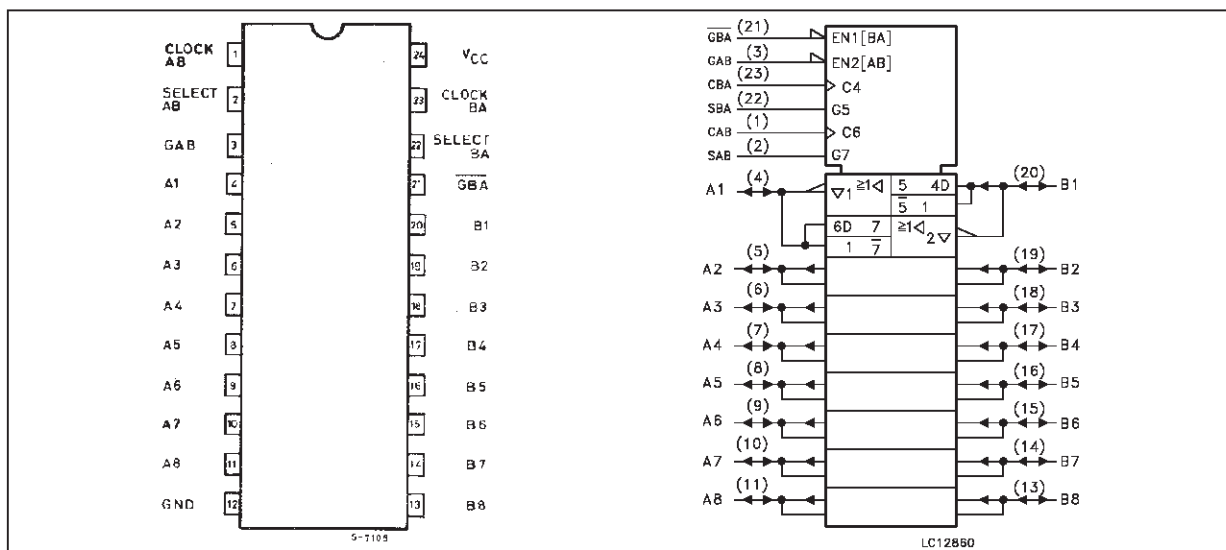 CLOCK AB 1 24 VCC
SELECT AB 2 23 CLOCK BA
GAB 3 22 SELECT BA
A1 4 21 G̅B̅A̅
A2 5 20 B1
A3 6 19 B2
A4 7 18 B3
A5 8 17 B4
A6 9 16 B5
A7 10 15 B6
A8 11 14 B7
GND 12 13 B8
S-7105
G̅B̅A̅ (21) EN1[BA]
GAB (3) EN2[AB]
CBA (23) C4
SBA (22) G5
CAB (1) C6
SAB (2) G7
A1 (4) ▽1 ≥1◁ 5 4D (20) B1
5̅ 1
6D 7 ≥1◁ 2▽
1 7̅
A2 (5) (19) B2
A3 (6) (18) B3
A4 (7) (17) B4
A5 (8) (16) B5
A6 (9) (15) B6
A7 (10) (14) B7
A8 (11) (13) B8
LC12860